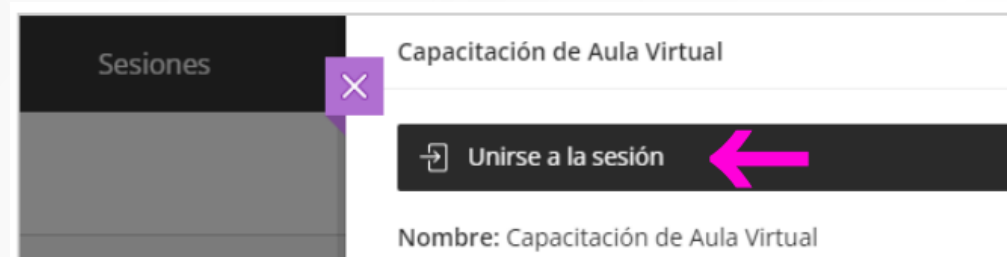 Sesiones
Capacitación de Aula Virtual
Unirse a la sesión
Nombre: Capacitación de Aula Virtual